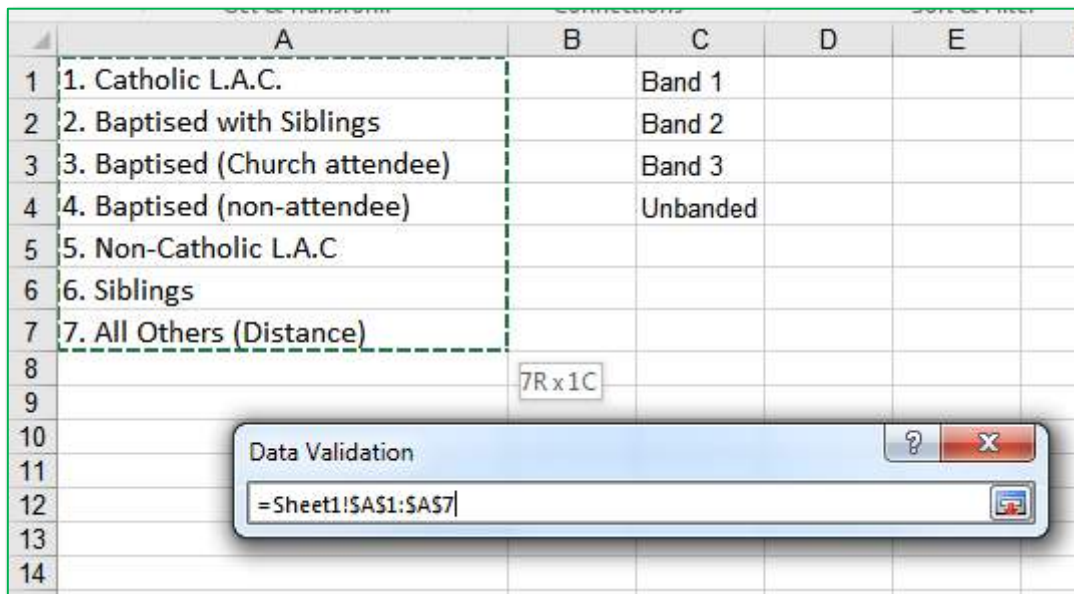 A B C D E
1 1. Catholic L.A.C. Band 1
2 2. Baptised with Siblings Band 2
3 3. Baptised (Church attendee) Band 3
4 4. Baptised (non-attendee) Unbanded
5 5. Non-Catholic L.A.C
6 6. Siblings
7 7. All Others (Distance)
8
7R x 1C
9
10
Data Validation ? X
11
12 =Sheet1!$A$1:$A$7
13
14